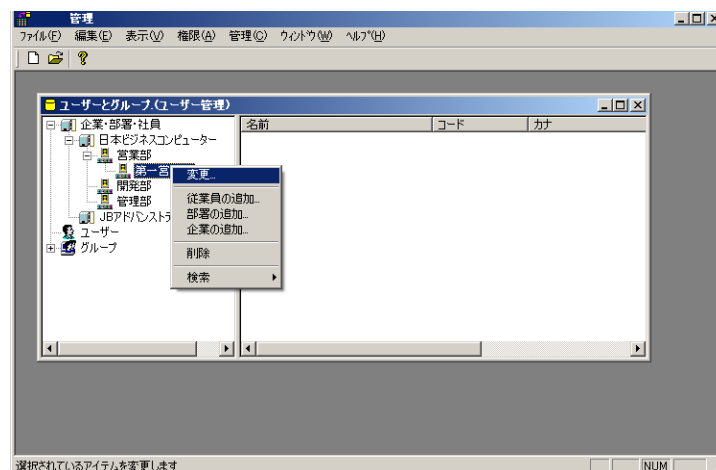 管理
ファイル(F) 編集(E) 表示(V) 権限(A) 管理(C) ウィンドウ(W) ヘルプ(H)
ユーザーとグループ.(ユーザー管理)
企業・部署・社員
日本ビジネスコンピューター
営業部
第一営
開発部
管理部
JBアドバンスト
ユーザー
グループ
名前 コード カナ
変更...
従業員の追加...
部署の追加...
企業の追加...
削除
検索
選択されているアイテムを変更します
NUM